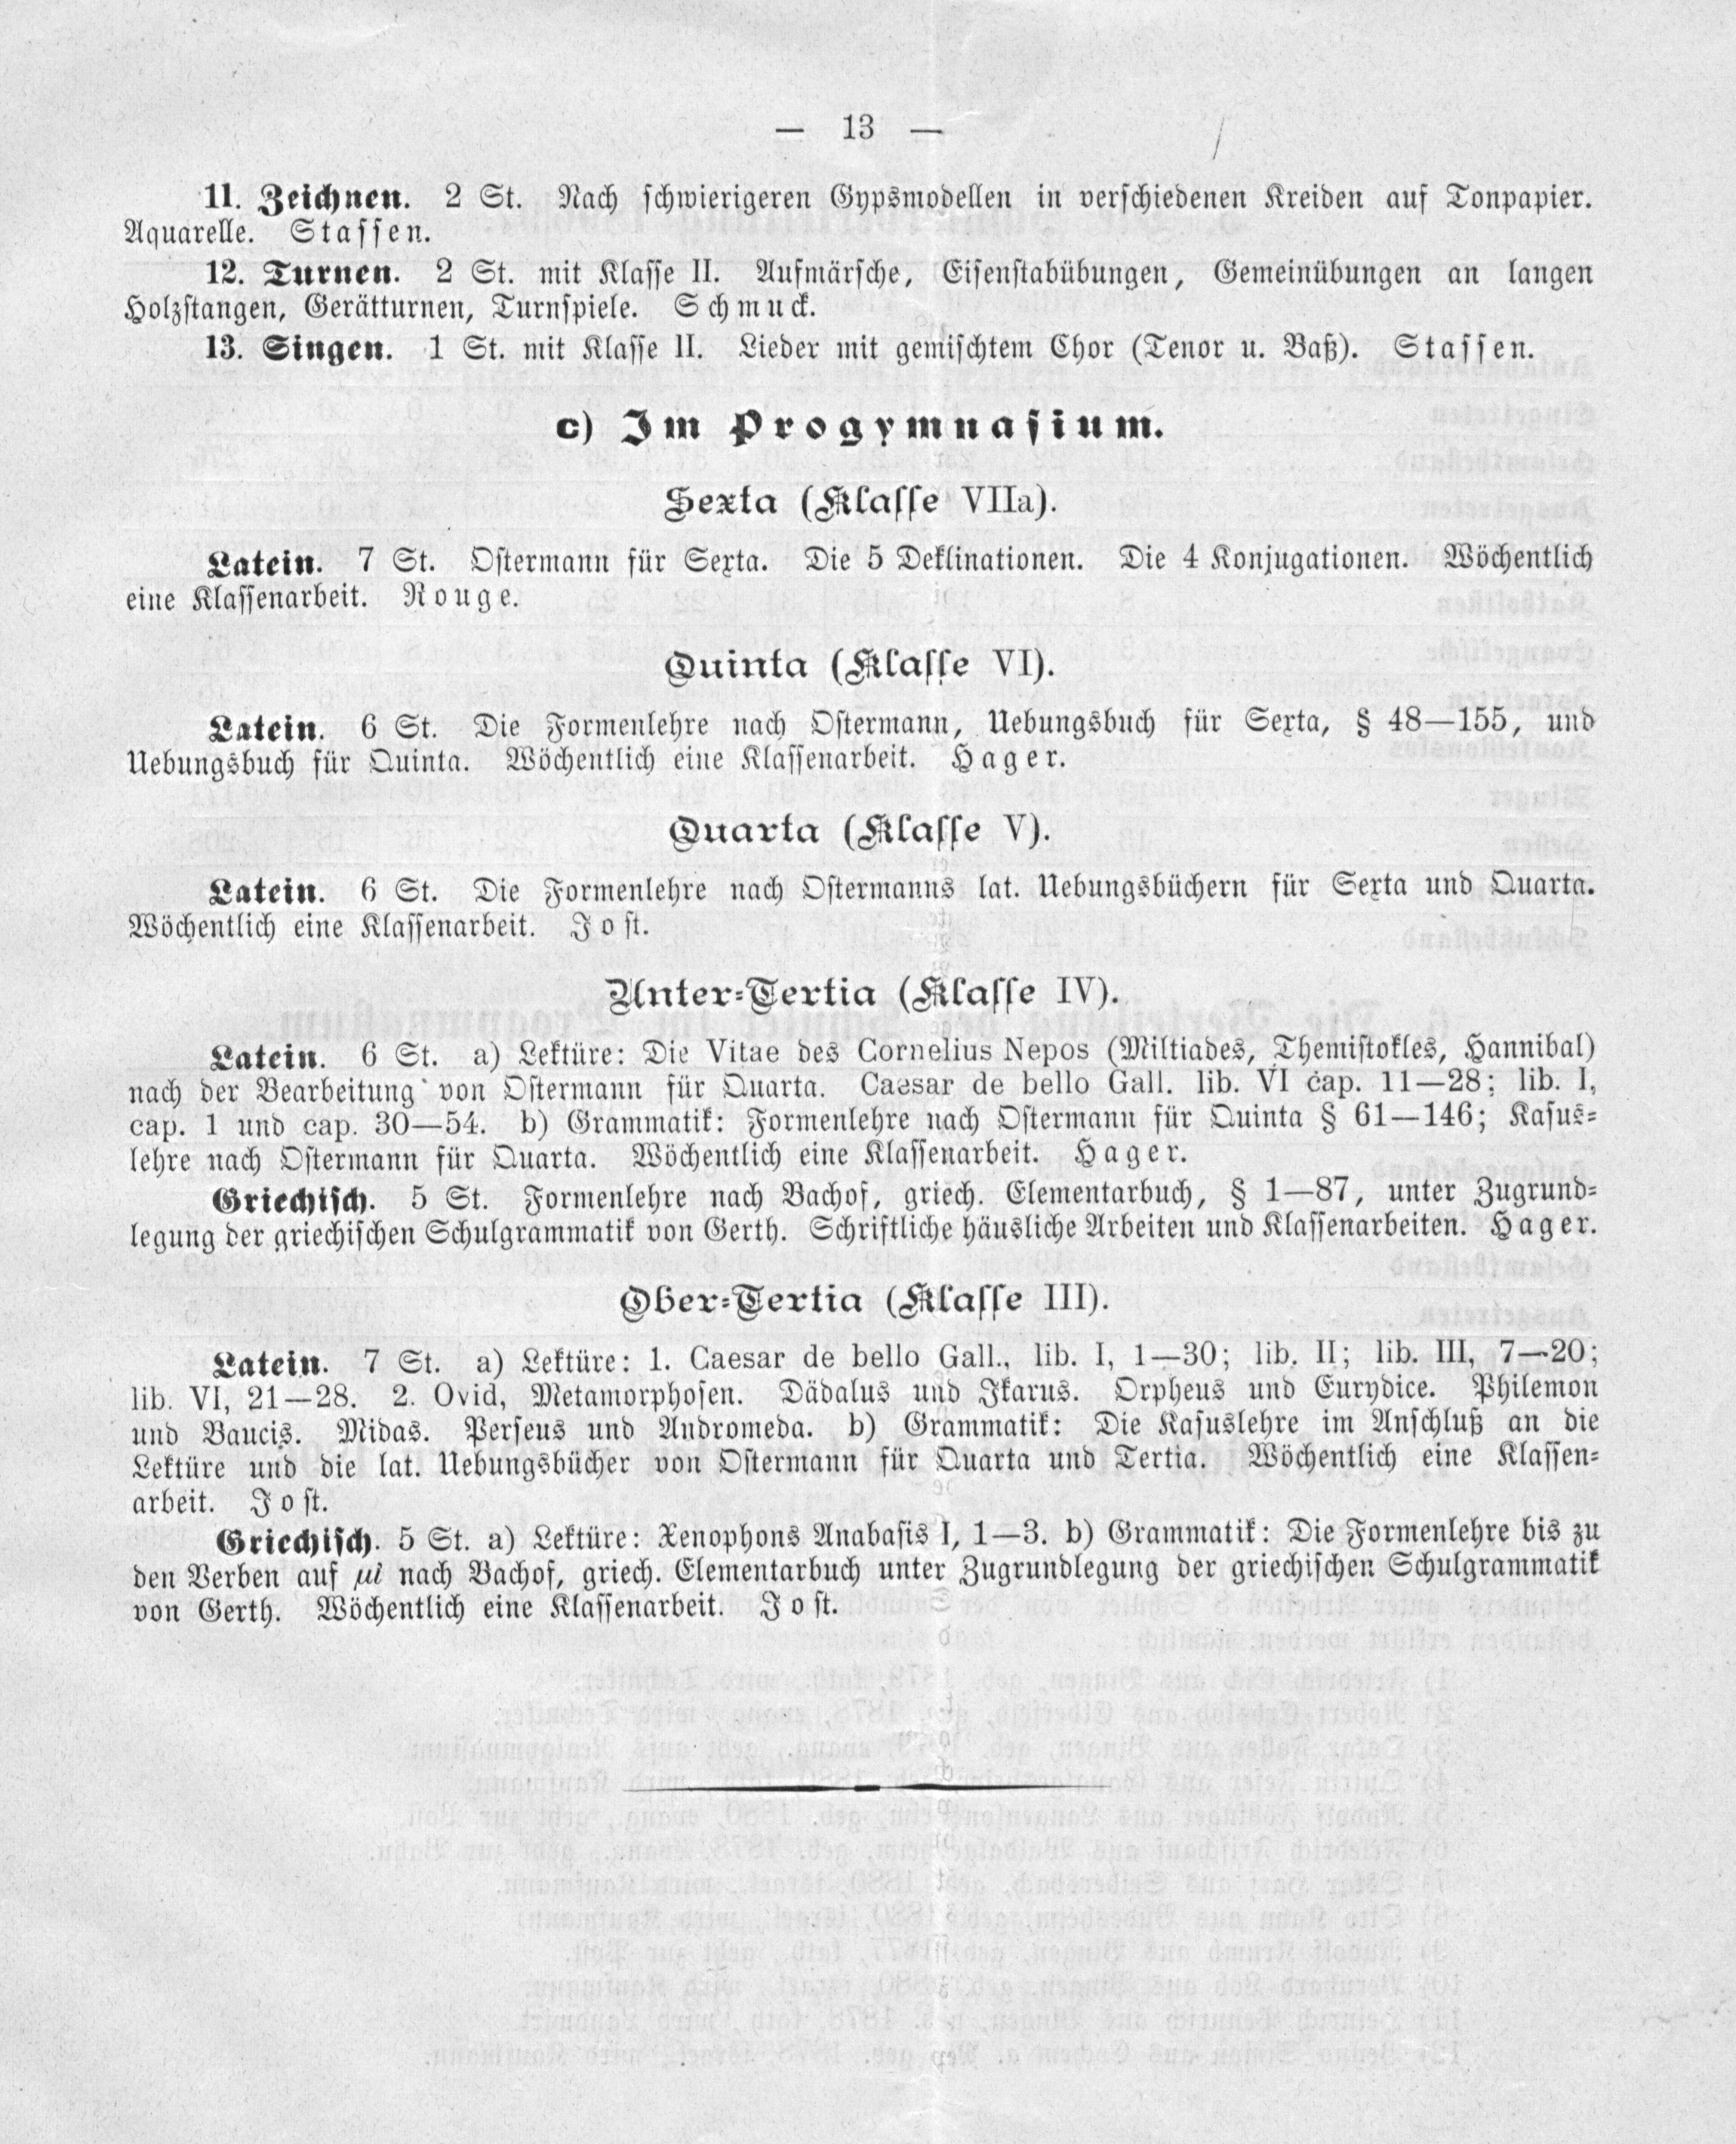 — 13 —
11. Zeichnen. 2 St. Nach schwierigeren Gypsmodellen in verschiedenen Kreiden auf Tonpapier.
Aquarelle. Stassen.
12. Turnen. 2 St. mit Klasse II. Aufmärsche, Eisenstabübungen, Gemeinübungen an langen
Holzstangen, Gerätturnen, Turnspiele. Schmuck.
13. Singen. 1 St. mit Klasse II. Lieder mit gemischtem Chor (Tenor u. Baß). Stassen.
c) Im Progymnasium.
Sexta (Klasse VIIa).
Latein. 7 St. Ostermann für Sexta. Die 5 Deklinationen. Die 4 Konjugationen. Wöchentlich
eine Klassenarbeit. Rouge.
Quinta (Klasse VI).
Latein. 6 St. Die Formenlehre nach Ostermann, Uebungsbuch für Sexta, § 48—155, und
Uebungsbuch für Quinta. Wöchentlich eine Klassenarbeit. Hager.
Quarta (Klasse V).
Latein. 6 St. Die Formenlehre nach Ostermanns lat. Uebungsbüchern für Sexta und Quarta.
Wöchentlich eine Klassenarbeit. Jost.
Unter-Tertia (Klasse IV).
Latein. 6 St. a) Lektüre: Die Vitae des Cornelius Nepos (Miltiades, Themistokles, Hannibal)
nach der Bearbeitung von Ostermann für Quarta. Caesar de bello Gall. lib. VI cap. 11—28; lib. I,
cap. 1 und cap. 30—54. b) Grammatik: Formenlehre nach Ostermann für Quinta § 61—146; Kasus-
lehre nach Ostermann für Quarta. Wöchentlich eine Klassenarbeit. Hager.
Griechisch. 5 St. Formenlehre nach Bachof, griech. Elementarbuch, § 1—87, unter Zugrund-
legung der griechischen Schulgrammatik von Gerth. Schriftliche häusliche Arbeiten und Klassenarbeiten. Hager.
Ober-Tertia (Klasse III).
Latein. 7 St. a) Lektüre: 1. Caesar de bello Gall., lib. I, 1—30; lib. II; lib. III, 7—20;
lib. VI, 21—28. 2. Ovid, Metamorphosen. Dädalus und Ikarus. Orpheus und Eurydice. Philemon
und Baucis. Midas. Perseus und Andromeda. b) Grammatik: Die Kasuslehre im Anschluß an die
Lektüre und die lat. Uebungsbücher von Ostermann für Quarta und Tertia. Wöchentlich eine Klassen-
arbeit. Jost.
Griechisch. 5 St. a) Lektüre: Xenophons Anabasis I, 1—3. b) Grammatik: Die Formenlehre bis zu
den Verben auf μι nach Bachof, griech. Elementarbuch unter Zugrundlegung der griechischen Schulgrammatik
von Gerth. Wöchentlich eine Klassenarbeit. Jost.